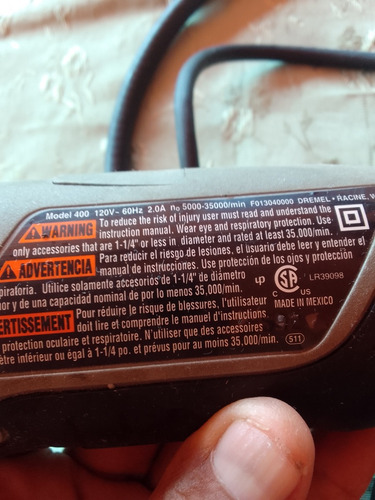 Model 400 120V~ 60Hz 2.0A n₀ 5000-35000/min F013040000 DREMEL • RACINE, W
WARNING To reduce the risk of injury user must read and understand the
instruction manual. Wear eye and respiratory protection. Use
only accessories that are 1-1/4" or less in diameter and rated at least 35,000/min.
ADVERTENCIA Para reducir el riesgo de lesiones, el usuario debe leer y entender el
manual de instrucciones. Use protección de los ojos y protección
piratoria. Utilice solamente accesorios de 1-1/4" de diámetro
nor y de una capacidad nominal de por lo menos 35,000/min.
ERTISSEMENT Pour réduire le risque de blessures, l'utilisateur
doit lire et comprendre le manuel d'instructions.
protection oculaire et respiratoire. N'utiliser que des accessoires
être inférieur ou égal à 1-1/4 po. et prévus pour au moins 35,000/min.
LR39098
C US
MADE IN MEXICO
511